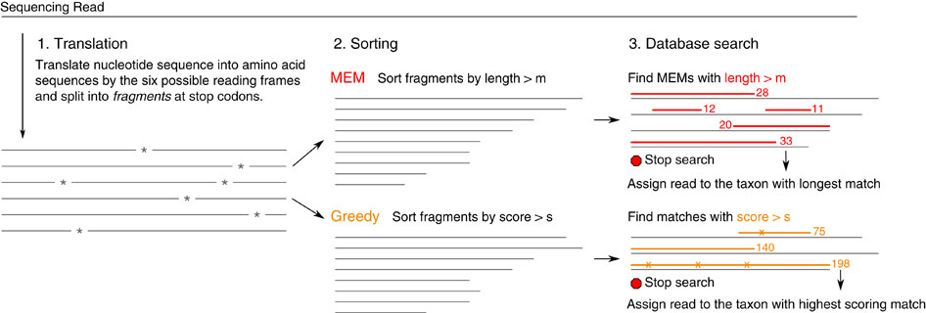 Sequencing Read
1. Translation
Translate nucleotide sequence into amino acid
sequences by the six possible reading frames
and split into fragments at stop codons.
* 
*
* *
*
*
*
2. Sorting
MEM Sort fragments by length > m
Greedy Sort fragments by score > s
3. Database search
Find MEMs with length > m
28
12 11
20
33
Stop search
Assign read to the taxon with longest match
Find matches with score > s
x 75
140
x x x 198
Stop search
Assign read to the taxon with highest scoring match